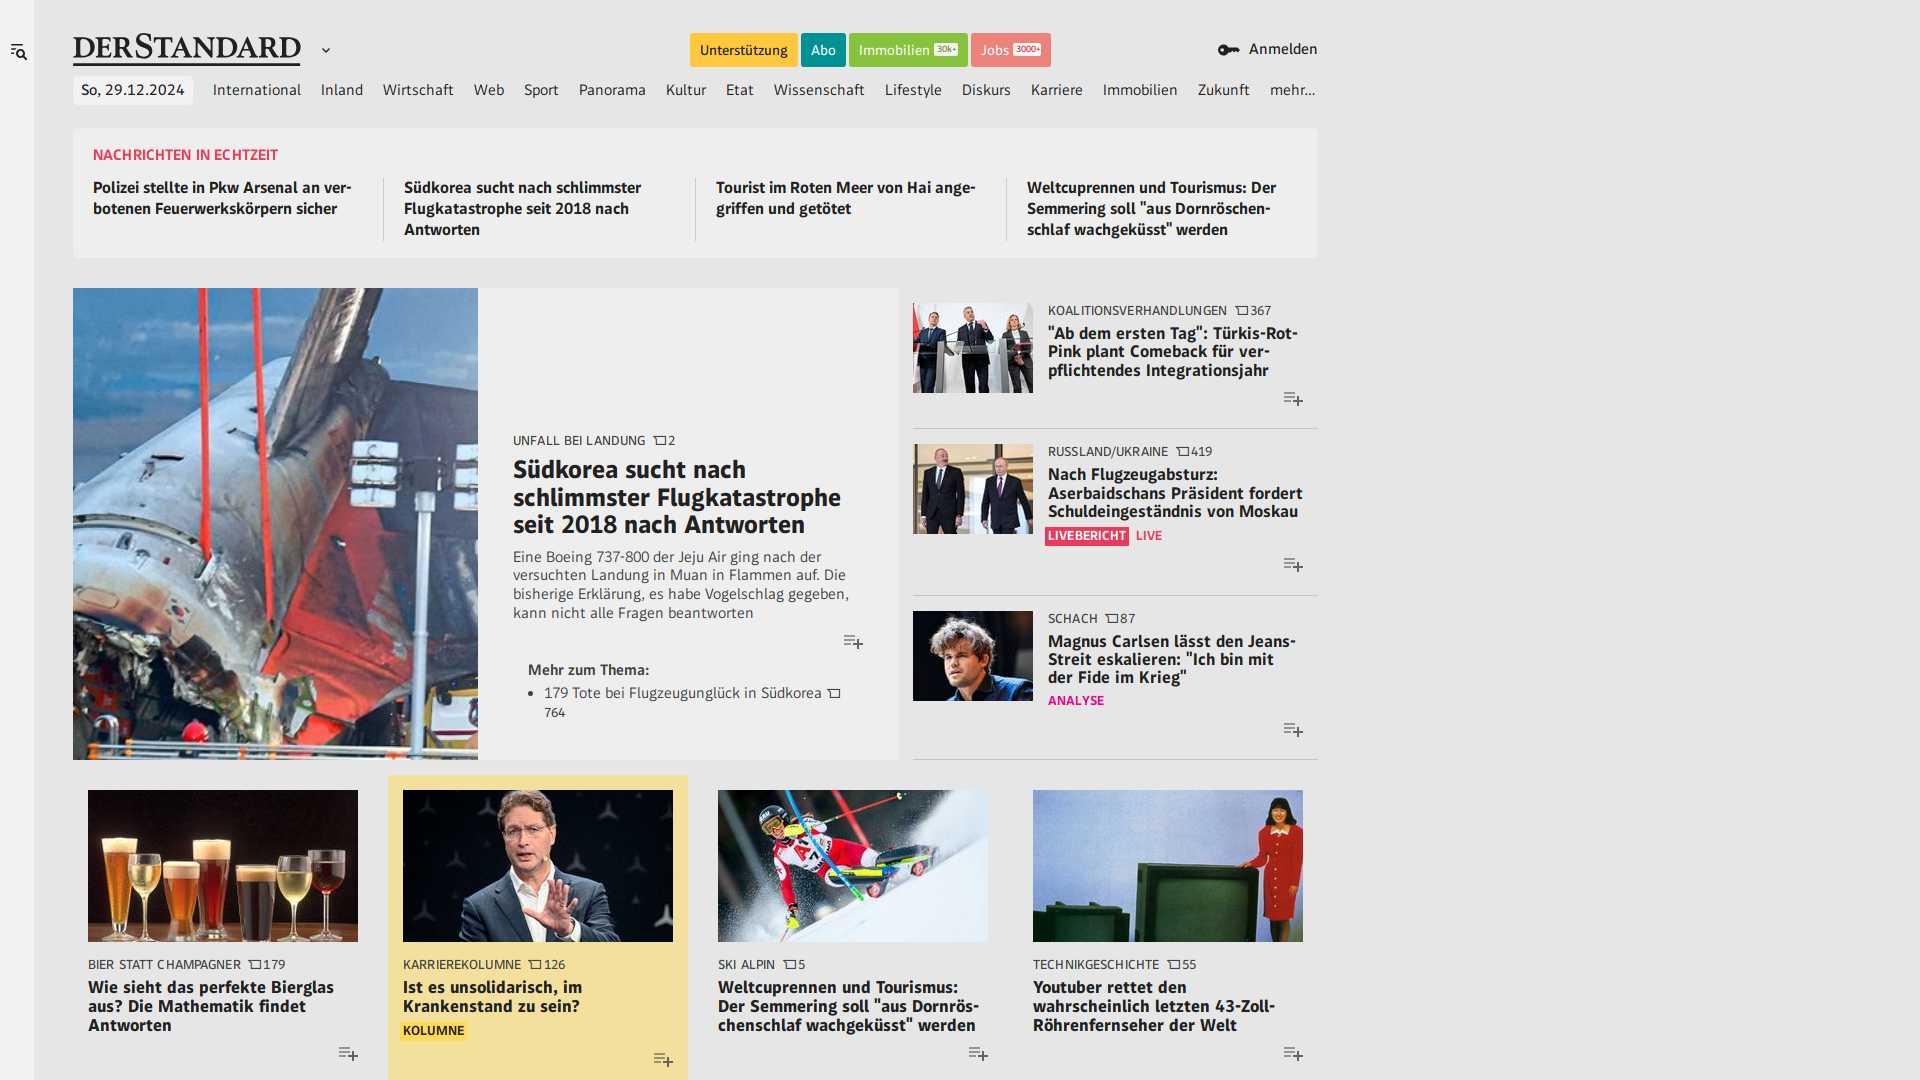 DERSTANDARD
Unterstützung
Abo
Immobilien 30k+
Jobs 3000+
Anmelden
So, 29.12.2024
International
Inland
Wirtschaft
Web
Sport
Panorama
Kultur
Etat
Wissenschaft
Lifestyle
Diskurs
Karriere
Immobilien
Zukunft
mehr...
NACHRICHTEN IN ECHTZEIT
Polizei stellte in Pkw Arsenal an ver-
botenen Feuerwerkskörpern sicher
Südkorea sucht nach schlimmster
Flugkatastrophe seit 2018 nach
Antworten
Tourist im Roten Meer von Hai ange-
griffen und getötet
Weltcuprennen und Tourismus: Der
Semmering soll "aus Dornröschen-
schlaf wachgeküsst" werden
UNFALL BEI LANDUNG 2
Südkorea sucht nach
schlimmster Flugkatastrophe
seit 2018 nach Antworten
Eine Boeing 737-800 der Jeju Air ging nach der
versuchten Landung in Muan in Flammen auf. Die
bisherige Erklärung, es habe Vogelschlag gegeben,
kann nicht alle Fragen beantworten
Mehr zum Thema:
• 179 Tote bei Flugzeugunglück in Südkorea
764
KOALITIONSVERHANDLUNGEN 367
"Ab dem ersten Tag": Türkis-Rot-
Pink plant Comeback für ver-
pflichtendes Integrationsjahr
RUSSLAND/UKRAINE 419
Nach Flugzeugabsturz:
Aserbaidschans Präsident fordert
Schuldeingeständnis von Moskau
LIVEBERICHT LIVE
SCHACH 87
Magnus Carlsen lässt den Jeans-
Streit eskalieren: "Ich bin mit
der Fide im Krieg"
ANALYSE
BIER STATT CHAMPAGNER 179
Wie sieht das perfekte Bierglas
aus? Die Mathematik findet
Antworten
KARRIEREKOLUMNE 126
Ist es unsolidarisch, im
Krankenstand zu sein?
KOLUMNE
SKI ALPIN 5
Weltcuprennen und Tourismus:
Der Semmering soll "aus Dornrös-
chenschlaf wachgeküsst" werden
TECHNIKGESCHICHTE 55
Youtuber rettet den
wahrscheinlich letzten 43-Zoll-
Röhrenfernseher der Welt